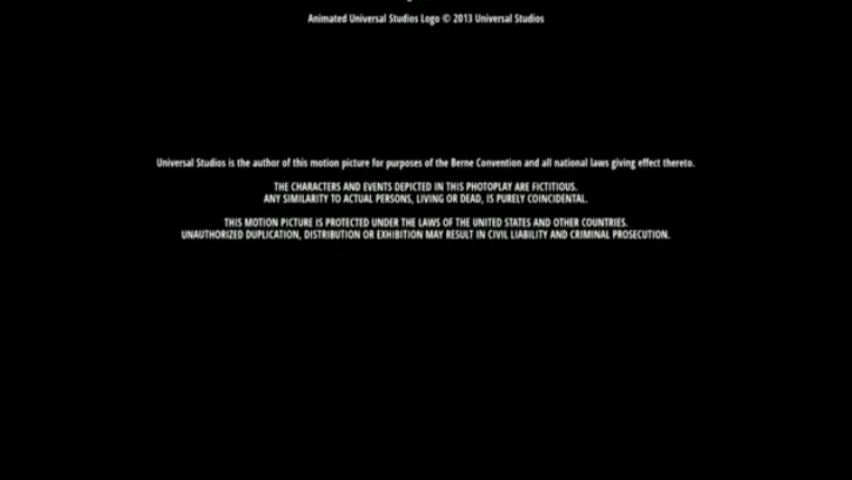 Animated Universal Studios Logo © 2013 Universal Studios
Universal Studios is the author of this motion picture for purposes of the Berne Convention and all national laws giving effect thereto.
THE CHARACTERS AND EVENTS DEPICTED IN THIS PHOTOPLAY ARE FICTITIOUS.
ANY SIMILARITY TO ACTUAL PERSONS, LIVING OR DEAD, IS PURELY COINCIDENTAL.
THIS MOTION PICTURE IS PROTECTED UNDER THE LAWS OF THE UNITED STATES AND OTHER COUNTRIES.
UNAUTHORIZED DUPLICATION, DISTRIBUTION OR EXHIBITION MAY RESULT IN CIVIL LIABILITY AND CRIMINAL PROSECUTION.